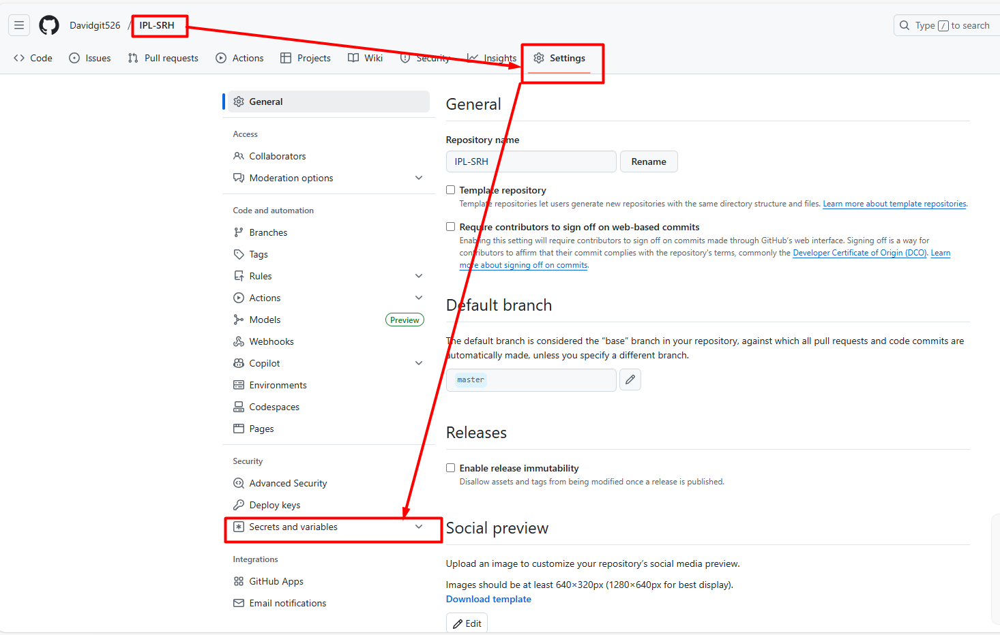 Davidgit526 / IPL-SRH
Type / to search
Code Issues Pull requests Actions Projects Wiki Security Insights Settings
General
Access
Collaborators
Moderation options
Code and automation
Branches
Tags
Rules
Actions
Models Preview
Webhooks
Copilot
Environments
Codespaces
Pages
Security
Advanced Security
Deploy keys
Secrets and variables
Integrations
GitHub Apps
Email notifications
General
Repository name
IPL-SRH Rename
Template repository
Template repositories let users generate new repositories with the same directory structure and files. Learn more about template repositories.
Require contributors to sign off on web-based commits
Enabling this setting will require contributors to sign off on commits made through GitHub's web interface. Signing off is a way for
contributors to affirm that their commit complies with the repository's terms, commonly the Developer Certificate of Origin (DCO). Learn
more about signing off on commits.
Default branch
The default branch is considered the “base” branch in your repository, against which all pull requests and code commits are
automatically made, unless you specify a different branch.
master
Releases
Enable release immutability
Disallow assets and tags from being modified once a release is published.
Social preview
Upload an image to customize your repository's social media preview.
Images should be at least 640×320px (1280×640px for best display).
Download template
Edit